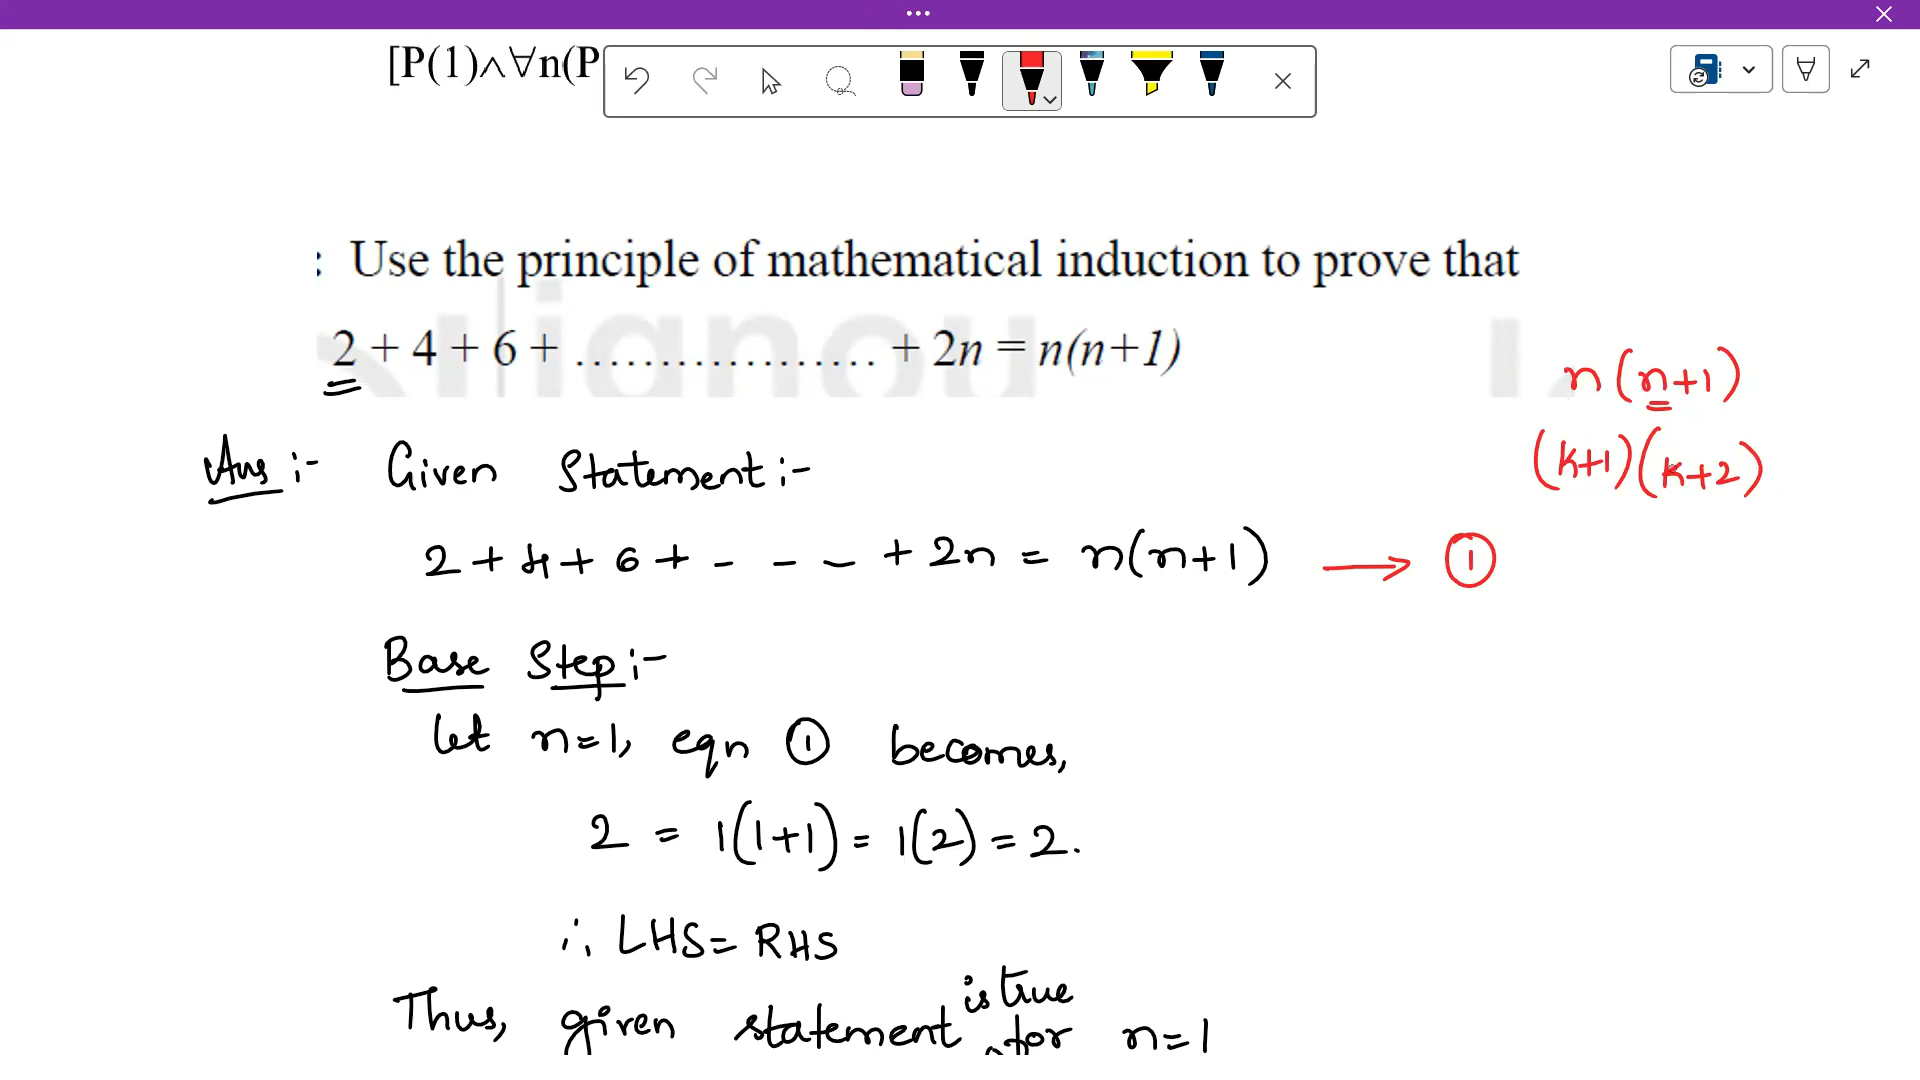 [P(1)∧∀n(P
: Use the principle of mathematical induction to prove that
2 + 4 + 6 + .................. + 2n = n(n+1)
n(n+1)
(k+1)(k+2)
Ans :- Given Statement :-
2 + 4 + 6 + - - - + 2n = n(n+1) → ①
Base Step :-
let n=1, eqn ① becomes,
2 = 1(1+1) = 1(2) = 2.
∴ LHS = RHS
Thus, given statement is true for n=1